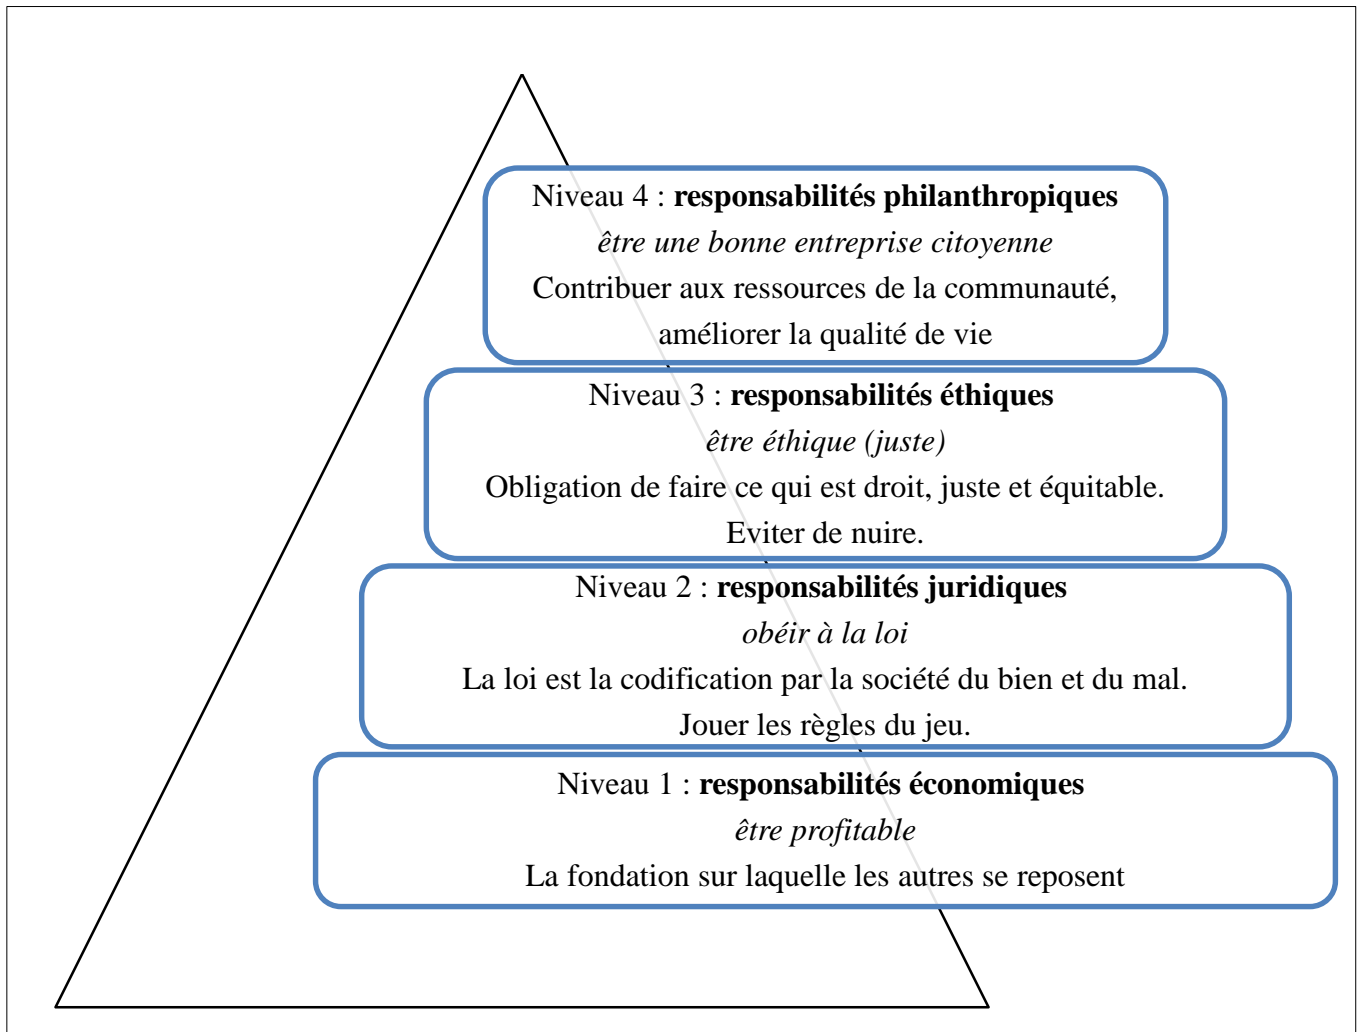 Niveau 4 : responsabilités philanthropiques
être une bonne entreprise citoyenne
Contribuer aux ressources de la communauté,
améliorer la qualité de vie
Niveau 3 : responsabilités éthiques
être éthique (juste)
Obligation de faire ce qui est droit, juste et équitable.
Eviter de nuire.
Niveau 2 : responsabilités juridiques
obéir à la loi
La loi est la codification par la société du bien et du mal.
Jouer les règles du jeu.
Niveau 1 : responsabilités économiques
être profitable
La fondation sur laquelle les autres se reposent